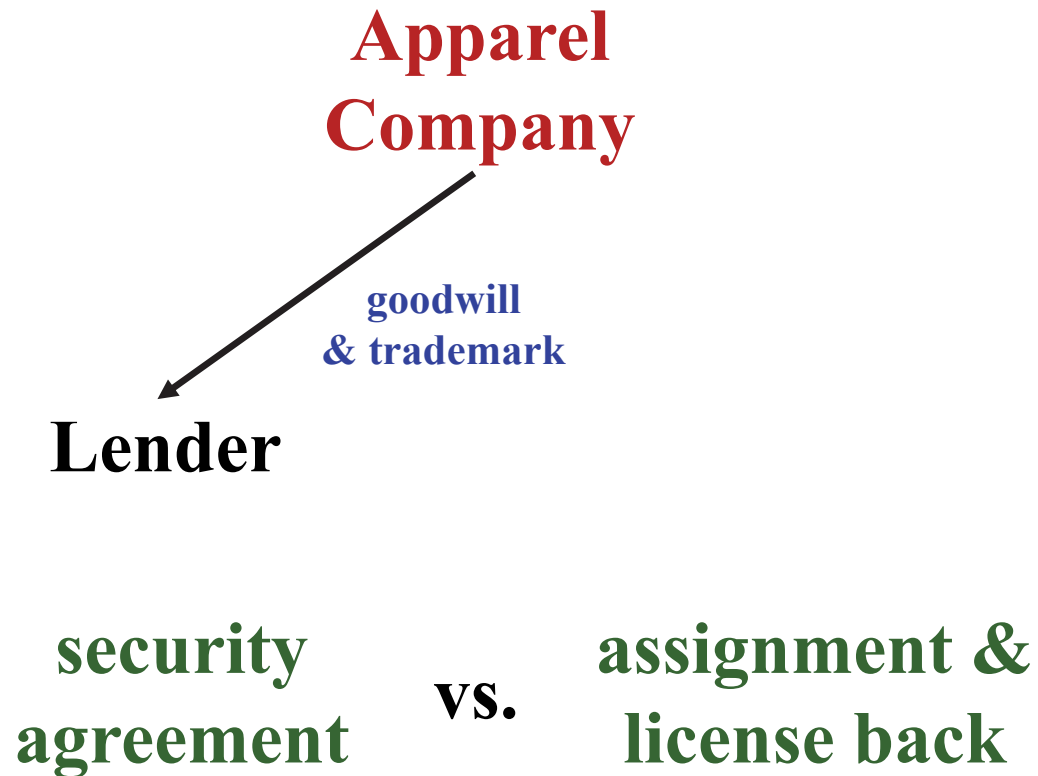 Apparel
Company
goodwill
& trademark
Lender
security
agreement
vs.
assignment &
license back